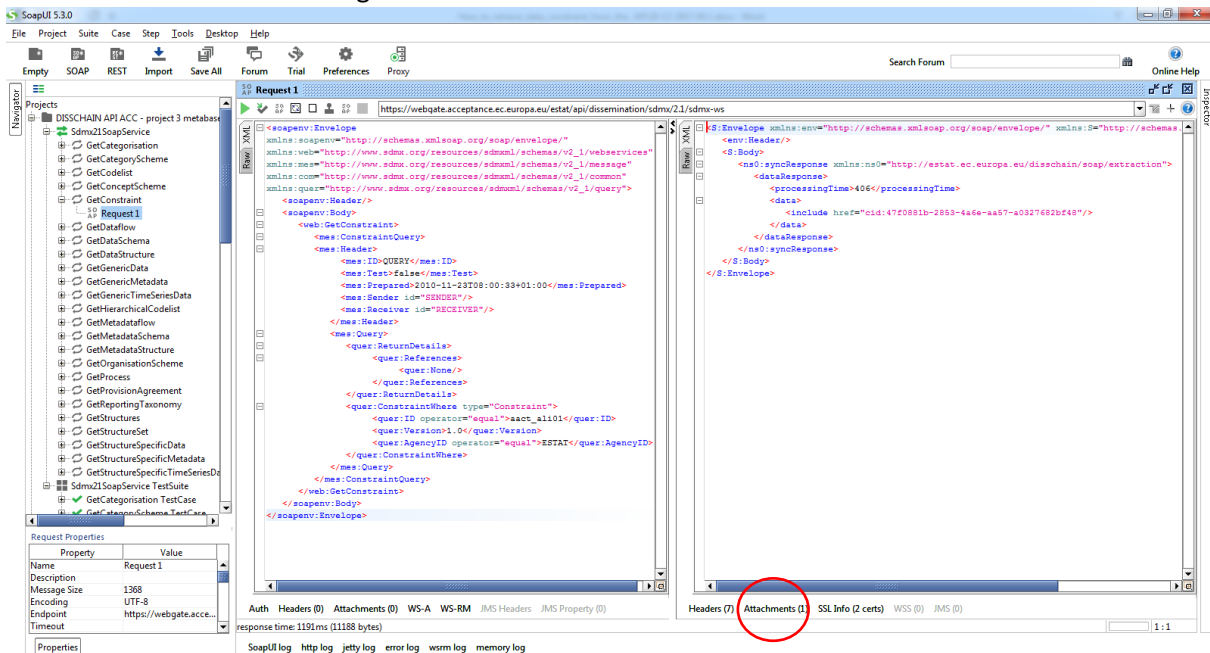 SoapUI 5.3.0
File Project Suite Case Step Tools Desktop Help
Empty SOAP REST Import Save All Forum Trial Preferences Proxy
Search Forum
Online Help
Navigator
Projects
DISSCHAIN API ACC - project 3 metabase
Sdmx21SoapService
GetCategorisation
GetCategoryScheme
GetCodelist
GetConceptScheme
GetConstraint
Request 1
GetDataflow
GetDataSchema
GetDataStructure
GetGenericData
GetGenericMetadata
GetGenericTimeSeriesData
GetHierarchicalCodelist
GetMetadataflow
GetMetadataSchema
GetMetadataStructure
GetOrganisationScheme
GetProcess
GetProvisionAgreement
GetReportingTaxonomy
GetStructures
GetStructureSet
GetStructureSpecificData
GetStructureSpecificMetadata
GetStructureSpecificTimeSeriesDa
Sdmx21SoapService TestSuite
GetCategorisation TestCase
GetCategoryScheme TestCase
Request Properties
Property Value
Name Request 1
Description
Message Size 1368
Encoding UTF-8
Endpoint https://webgate.acce...
Timeout
Properties
Request 1
https://webgate.acceptance.ec.europa.eu/estat/api/dissemination/sdmx/2.1/sdmx-ws
XML
Raw
<soapenv:Envelope
xmlns:soapenv="http://schemas.xmlsoap.org/soap/envelope/"
xmlns:web="http://www.sdmx.org/resources/sdmxml/schemas/v2_1/webservices"
xmlns:mes="http://www.sdmx.org/resources/sdmxml/schemas/v2_1/message"
xmlns:com="http://www.sdmx.org/resources/sdmxml/schemas/v2_1/common"
xmlns:quer="http://www.sdmx.org/resources/sdmxml/schemas/v2_1/query">
<soapenv:Header/>
<soapenv:Body>
<web:GetConstraint>
<mes:ConstraintQuery>
<mes:Header>
<mes:ID>QUERY</mes:ID>
<mes:Test>false</mes:Test>
<mes:Prepared>2010-11-23T08:00:33+01:00</mes:Prepared>
<mes:Sender id="SENDER"/>
<mes:Receiver id="RECEIVER"/>
</mes:Header>
<mes:Query>
<quer:ReturnDetails>
<quer:References>
<quer:None/>
</quer:References>
</quer:ReturnDetails>
<quer:ConstraintWhere type="Constraint">
<quer:ID operator="equal">aact_ali01</quer:ID>
<quer:Version>1.0</quer:Version>
<quer:AgencyID operator="equal">ESTAT</quer:AgencyID>
</quer:ConstraintWhere>
</mes:Query>
</mes:ConstraintQuery>
</web:GetConstraint>
</soapenv:Body>
</soapenv:Envelope>
Auth Headers (0) Attachments (0) WS-A WS-RM JMS Headers JMS Property (0)
response time: 1191ms (11188 bytes)
XML
Raw
<S:Envelope xmlns:env="http://schemas.xmlsoap.org/soap/envelope/" xmlns:S="http://schemas.
<env:Header/>
<S:Body>
<ns0:syncResponse xmlns:ns0="http://estat.ec.europa.eu/disschain/soap/extraction">
<dataResponse>
<processingTime>406</processingTime>
<data>
<include href="cid:47f0881b-2853-4a6e-aa57-a0327682bf48"/>
</data>
</dataResponse>
</ns0:syncResponse>
</S:Body>
</S:Envelope>
Headers (7) Attachments (1) SSL Info (2 certs) WSS (0) JMS (0)
1 : 1
Inspector
SoapUI log http log jetty log error log wsrm log memory log